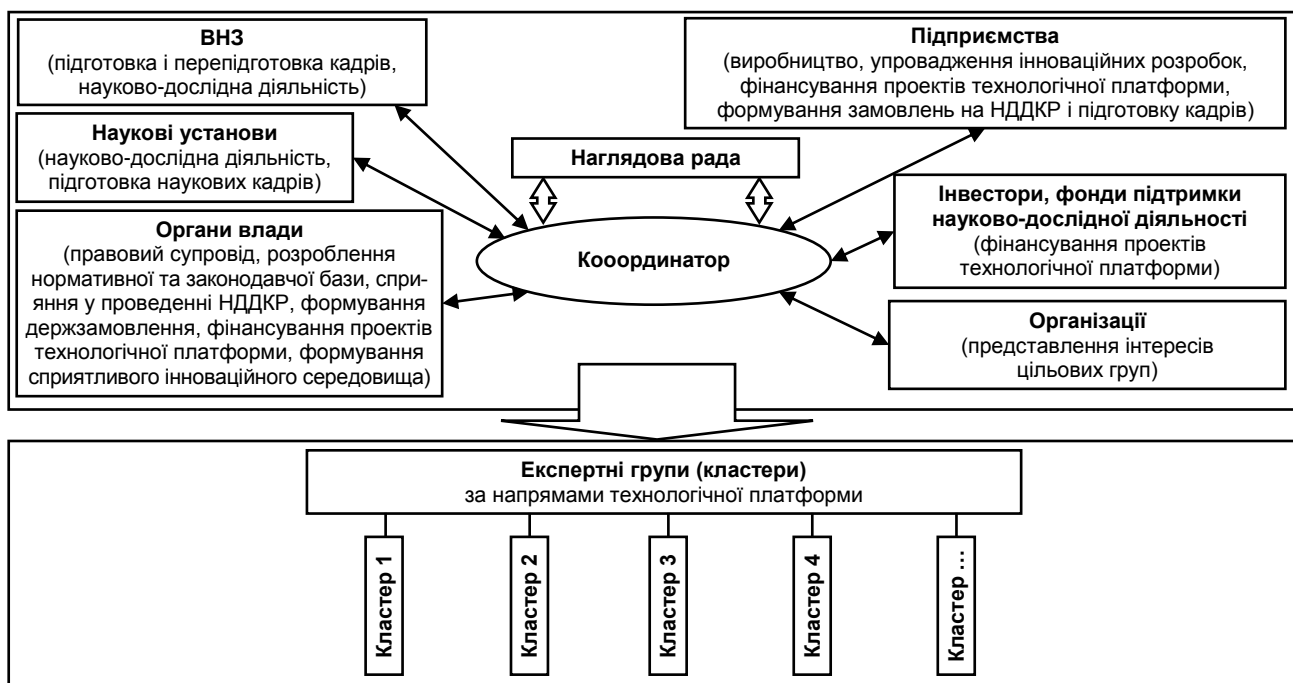 ВНЗ
(підготовка і перепідготовка кадрів,
науково-дослідна діяльність)
Наукові установи
(науково-дослідна діяльність,
підготовка наукових кадрів)
Органи влади
(правовий супровід, розроблення
нормативної та законодавчої бази, спри-
яння у проведенні НДДКР, формування
держзамовлення, фінансування проектів
технологічної платформи, формування
сприятливого інноваційного середовища)
Наглядова рада
Кооординатор
Підприємства
(виробництво, упровадження інноваційних розробок,
фінансування проектів технологічної платформи,
формування замовлень на НДДКР і підготовку кадрів)
Інвестори, фонди підтримки
науково-дослідної діяльності
(фінансування проектів
технологічної платформи)
Організації
(представлення інтересів
цільових груп)
Експертні групи (кластери)
за напрямами технологічної платформи
Кластер 1
Кластер 2
Кластер 3
Кластер 4
Кластер ...